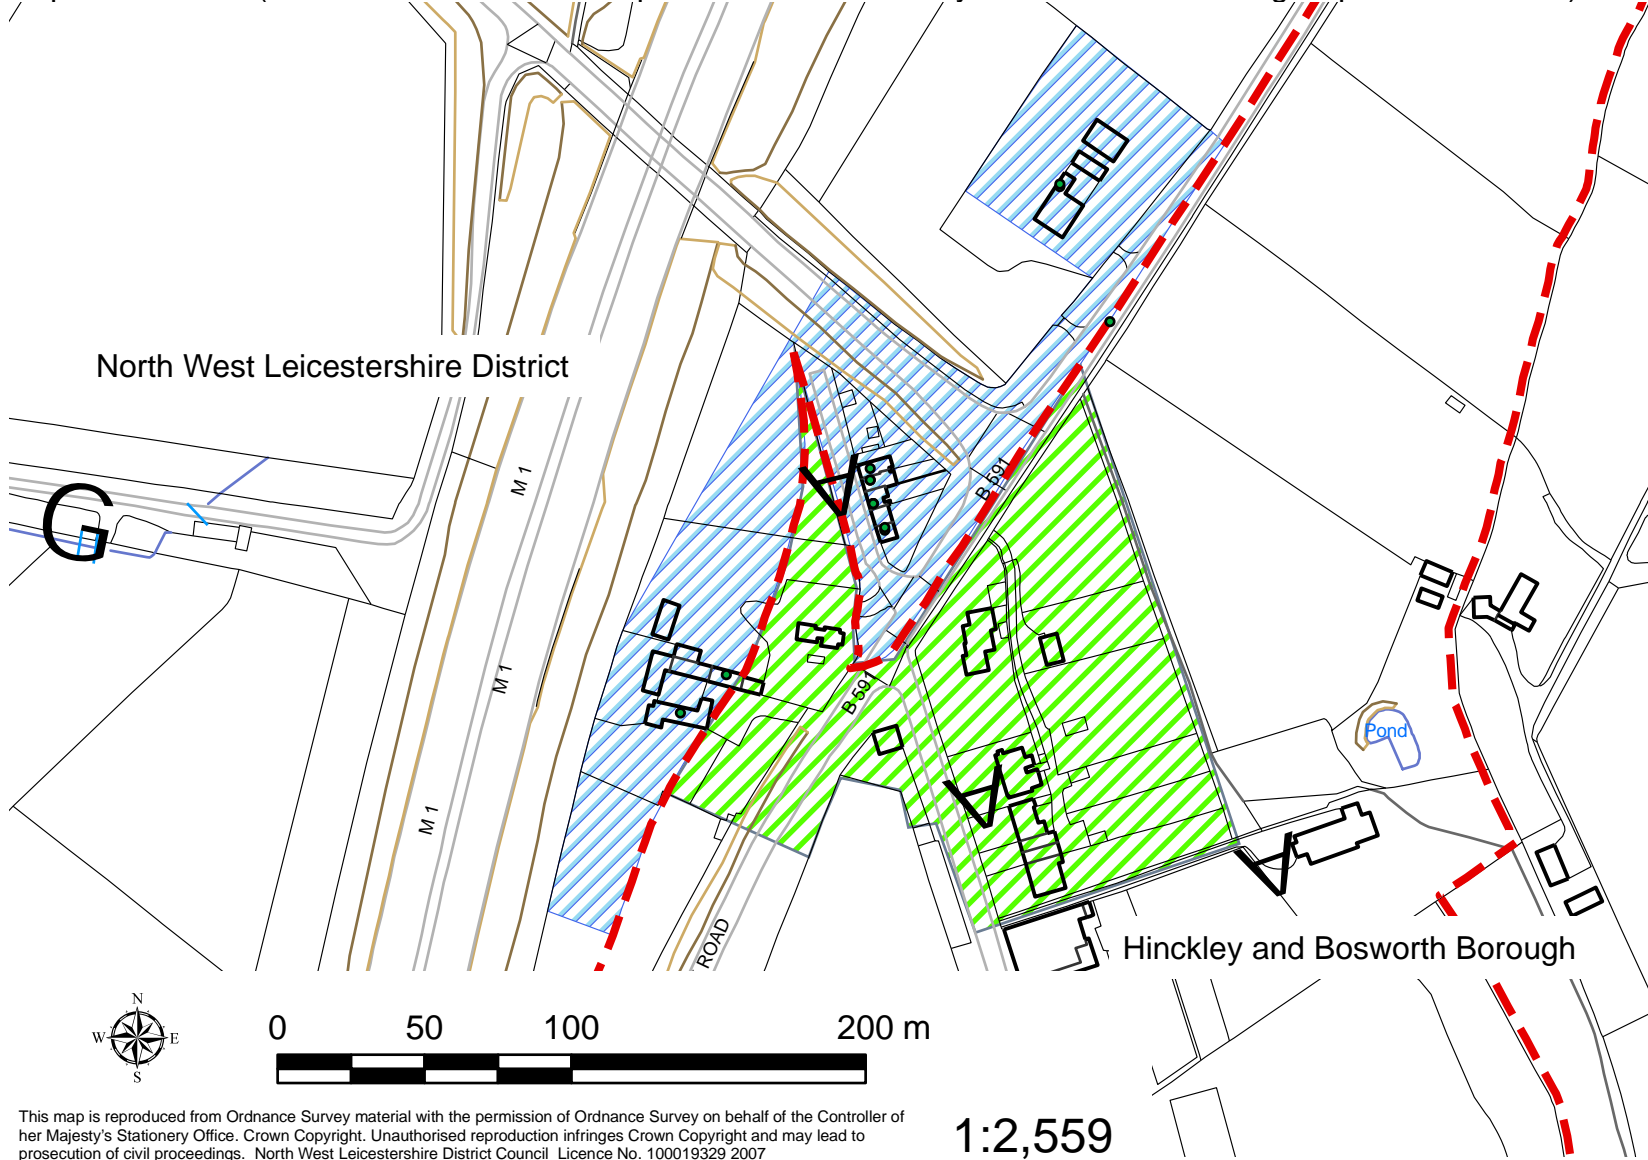 North West Leicestershire District
M 1
B 591
G
M 1
B 591
Pond
M 1
ROAD
Hinckley and Bosworth Borough
N
W E
S
0 50 100 200 m
This map is reproduced from Ordnance Survey material with the permission of Ordnance Survey on behalf of the Controller of
her Majesty's Stationery Office. Crown Copyright. Unauthorised reproduction infringes Crown Copyright and may lead to
prosecution of civil proceedings. North West Leicestershire District Council Licence No. 100019329 2007
1:2,559